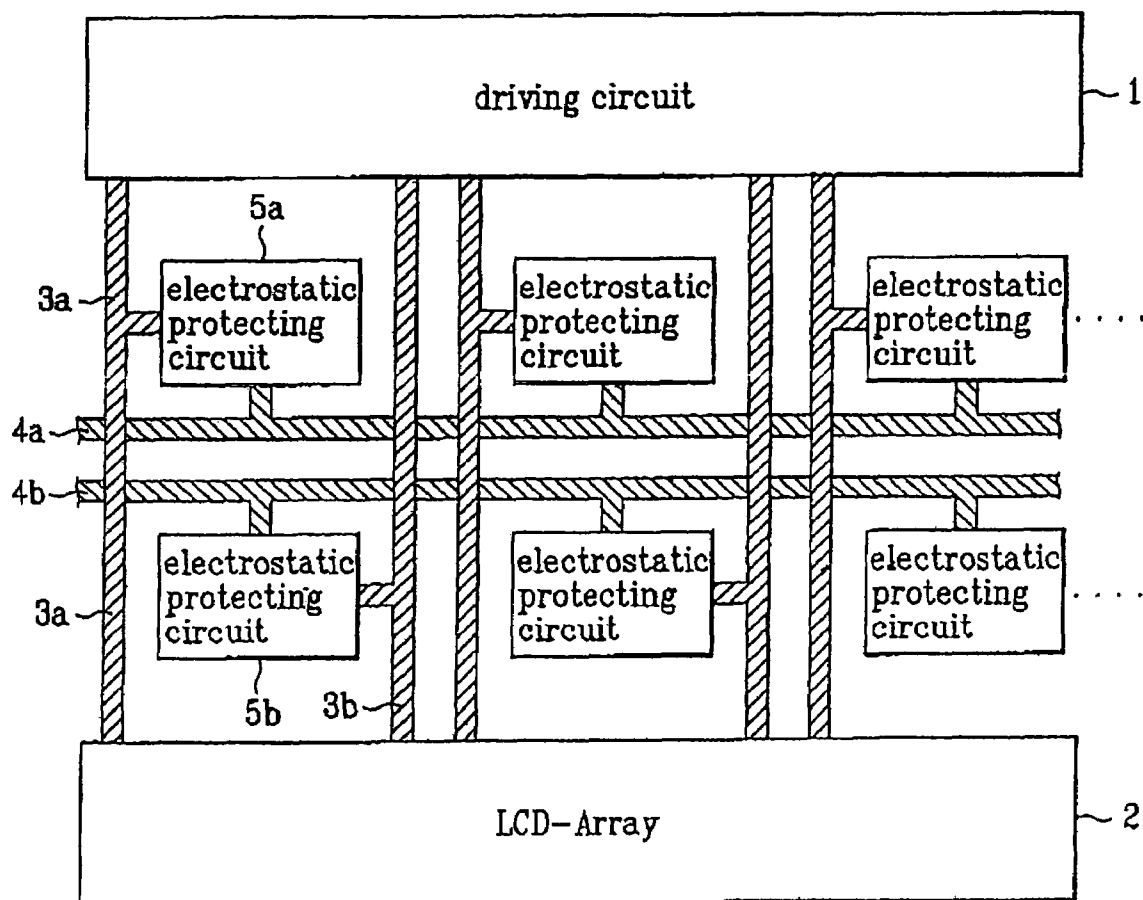 driving circuit
1
5a
3a
electrostatic
protecting
circuit
electrostatic
protecting
circuit
electrostatic
protecting
circuit
. . . .
4a
4b
electrostatic
protecting
circuit
electrostatic
protecting
circuit
electrostatic
protecting
circuit
. . . .
3a
5b
3b
LCD-Array
2